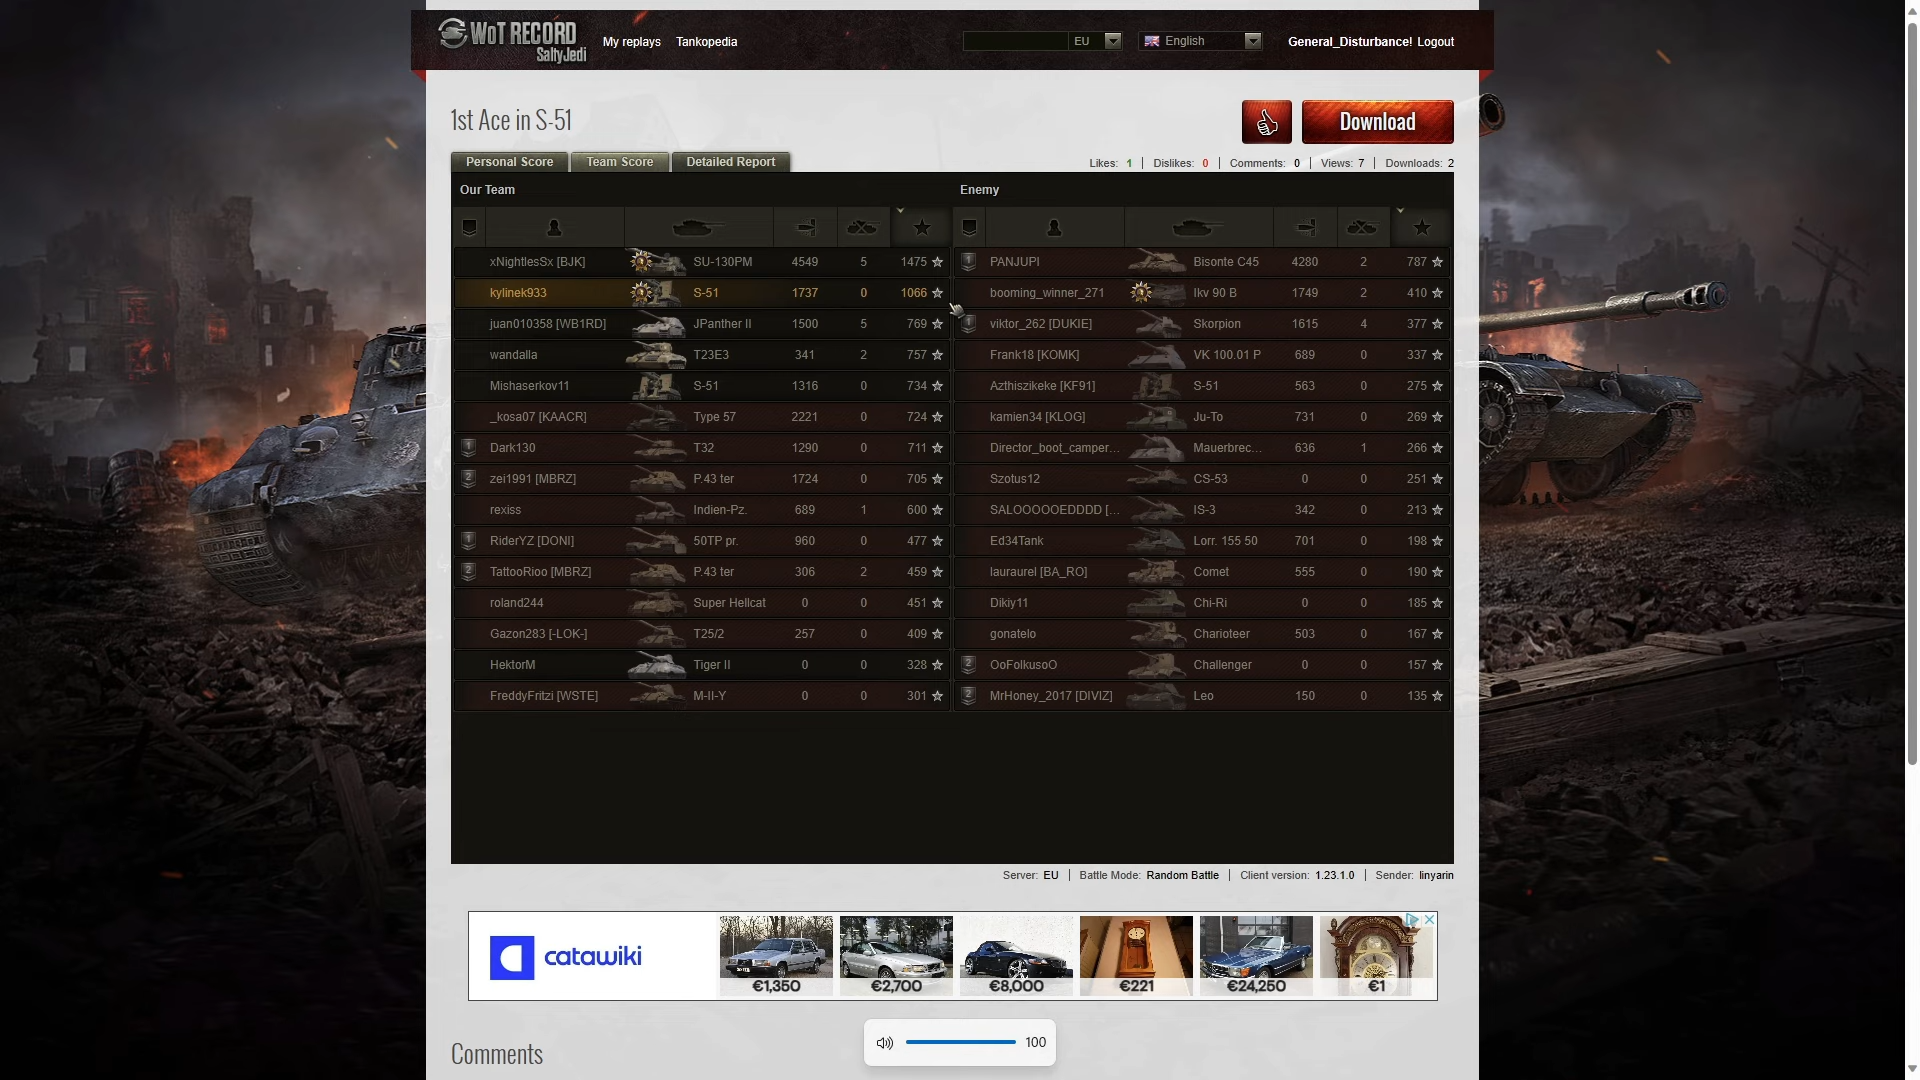 WoT RECORD
SaltyJedi
My replays
Tankopedia
EU
English
General_Disturbance! Logout
1st Ace in S-51
Download
Personal Score
Team Score
Detailed Report
Likes: 1 | Dislikes: 0 | Comments: 0 | Views: 7 | Downloads: 2
Our Team
Enemy
xNightlesSx [BJK] SU-130PM 4549 5 1475
1 PANJUPI Bisonte C45 4280 2 787
kylinek933 S-51 1737 0 1066
booming_winner_271 Ikv 90 B 1749 2 410
juan010358 [WB1RD] JPanther II 1500 5 769
1 viktor_262 [DUKIE] Skorpion 1615 4 377
wandalla T23E3 341 2 757
Frank18 [KOMK] VK 100.01 P 689 0 337
Mishaserkov11 S-51 1316 0 734
Azthiszikeke [KF91] S-51 563 0 275
_kosa07 [KAACR] Type 57 2221 0 724
kamien34 [KLOG] Ju-To 731 0 269
1 Dark130 T32 1290 0 711
Director_boot_camper... Mauerbrec... 636 1 266
2 zei1991 [MBRZ] P.43 ter 1724 0 705
Szotus12 CS-53 0 0 251
rexiss Indien-Pz. 689 1 600
SALOOOOOEDDDD [... IS-3 342 0 213
1 RiderYZ [DONI] 50TP pr. 960 0 477
Ed34Tank Lorr. 155 50 701 0 198
2 TattooRioo [MBRZ] P.43 ter 306 2 459
lauraurel [BA_RO] Comet 555 0 190
roland244 Super Hellcat 0 0 451
Dikiy11 Chi-Ri 0 0 185
Gazon283 [-LOK-] T25/2 257 0 409
gonatelo Charioteer 503 0 167
HektorM Tiger II 0 0 328
2 OoFolkusoO Challenger 0 0 157
FreddyFritzi [WSTE] M-II-Y 0 0 301
2 MrHoney_2017 [DIVIZ] Leo 150 0 135
Server: EU | Battle Mode: Random Battle | Client version: 1.23.1.0 | Sender: linyarin
catawiki
€1,350
€2,700
€8,000
€221
€24,250
€1
Comments
100